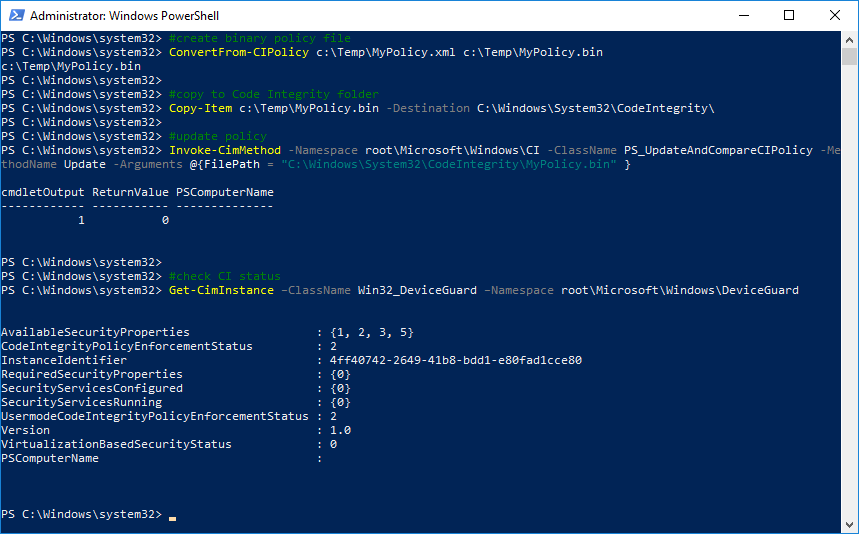 Administrator: Windows PowerShell
PS C:\Windows\system32> #create binary policy file
PS C:\Windows\system32> ConvertFrom-CIPolicy c:\Temp\MyPolicy.xml c:\Temp\MyPolicy.bin
c:\Temp\MyPolicy.bin
PS C:\Windows\system32>
PS C:\Windows\system32> #copy to Code Integrity folder
PS C:\Windows\system32> Copy-Item c:\Temp\MyPolicy.bin -Destination C:\Windows\System32\CodeIntegrity\
PS C:\Windows\system32>
PS C:\Windows\system32> #update policy
PS C:\Windows\system32> Invoke-CimMethod -Namespace root\Microsoft\Windows\CI -ClassName PS_UpdateAndCompareCIPolicy -Me
thodName Update -Arguments @{FilePath = "C:\Windows\System32\CodeIntegrity\MyPolicy.bin" }
cmdletOutput ReturnValue PSComputerName
------------ ----------- --------------
1 0
PS C:\Windows\system32>
PS C:\Windows\system32> #check CI status
PS C:\Windows\system32> Get-CimInstance –ClassName Win32_DeviceGuard –Namespace root\Microsoft\Windows\DeviceGuard
AvailableSecurityProperties : {1, 2, 3, 5}
CodeIntegrityPolicyEnforcementStatus : 2
InstanceIdentifier : 4ff40742-2649-41b8-bdd1-e80fad1cce80
RequiredSecurityProperties : {0}
SecurityServicesConfigured : {0}
SecurityServicesRunning : {0}
UsermodeCodeIntegrityPolicyEnforcementStatus : 2
Version : 1.0
VirtualizationBasedSecurityStatus : 0
PSComputerName :
PS C:\Windows\system32>